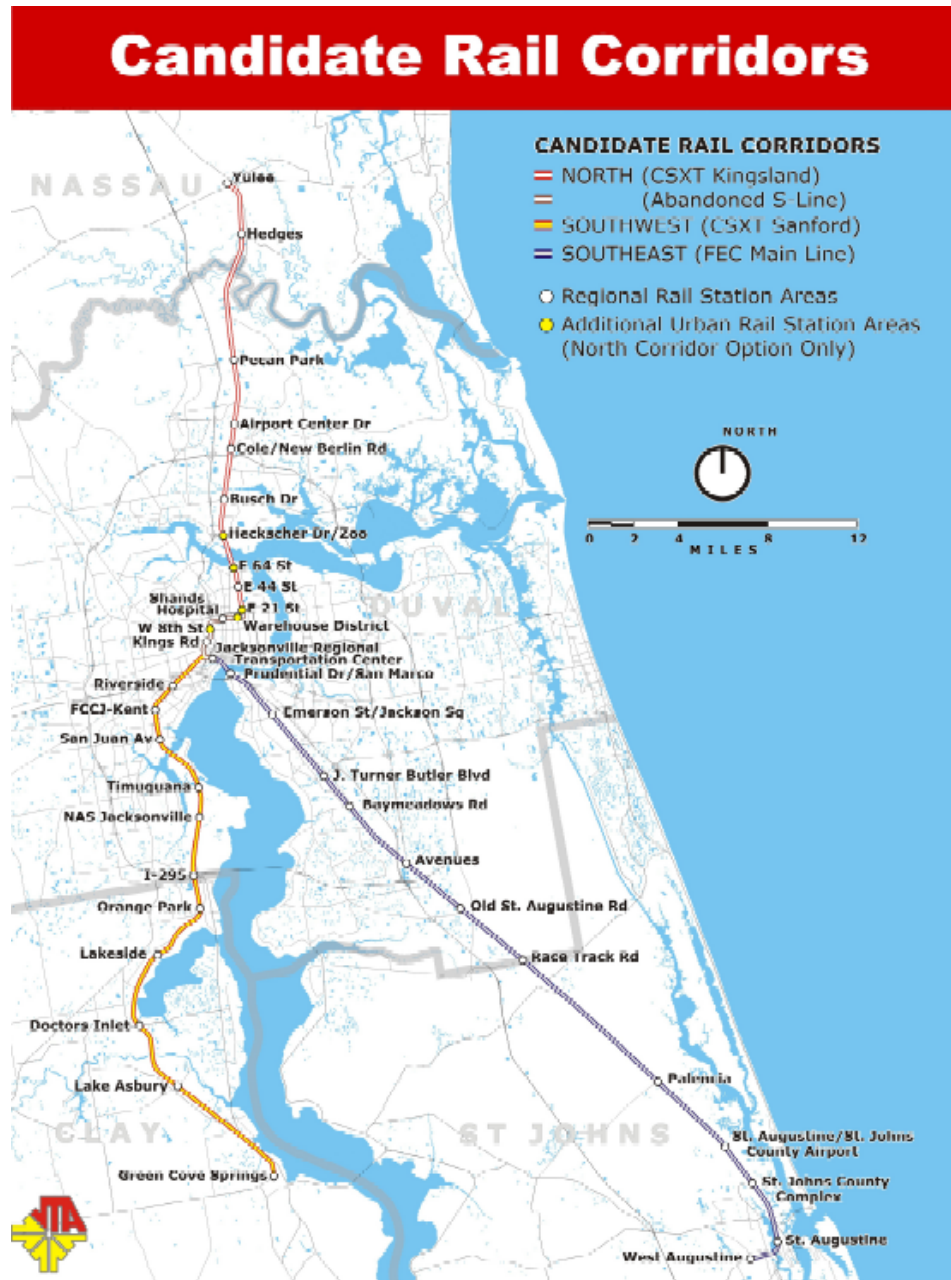 Candidate Rail Corridors
CANDIDATE RAIL CORRIDORS
NORTH (CSXT Kingsland)
(Abandoned S-Line)
SOUTHWEST (CSXT Sanford)
SOUTHEAST (FEC Main Line)
Regional Rail Station Areas
Additional Urban Rail Station Areas
(North Corridor Option Only)
NORTH
0 2 4 8 12
MILES
NASSAU
Yulee
Hedges
Pecan Park
Airport Center Dr
Cole/New Berlin Rd
Busch Dr
Heckscher Dr/Zoo
E 64 St
E 44 St
DUVAL
Shands
Hospital
E 21 St
Warehouse District
W 8th St
Kings Rd
Jacksonville Regional
Transportation Center
Prudential Dr/San Marco
Riverside
FCCJ-Kent
Emerson St/Jackson Sq
San Juan Av
J. Turner Butler Blvd
Timuquana
Baymeadows Rd
NAS Jacksonville
Avenues
I-295
Orange Park
Old St. Augustine Rd
Lakeside
Race Track Rd
Doctors Inlet
Lake Asbury
Palencia
CLAY
ST JOHNS
St. Augustine/St. Johns
County Airport
Green Cove Springs
St. Johns County
Complex
St. Augustine
West Augustine
JTA